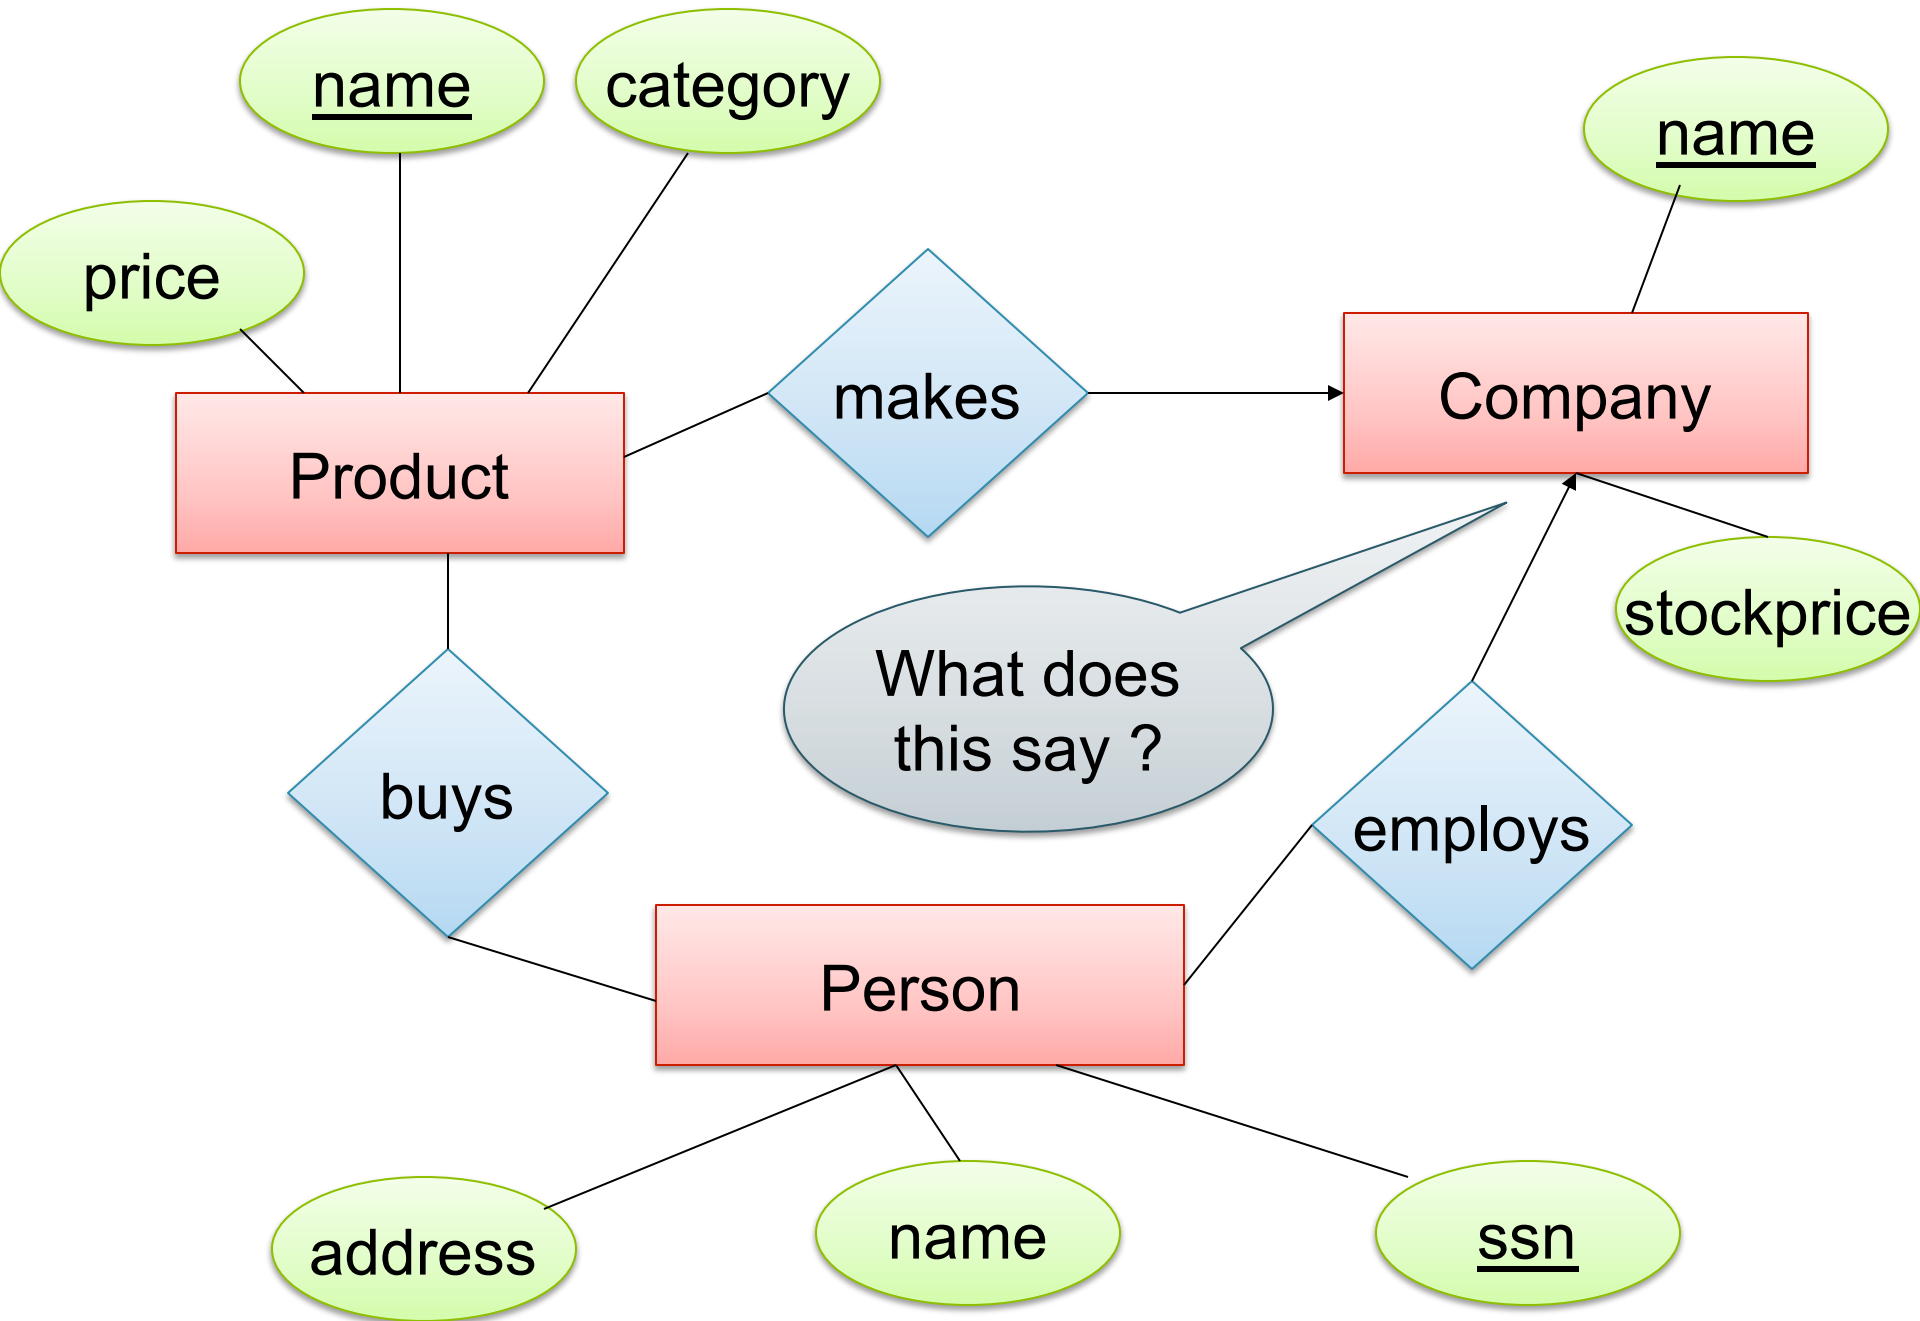 name
category
name
price
makes
Company
Product
stockprice
What does
this say ?
buys
employs
Person
address
name
ssn